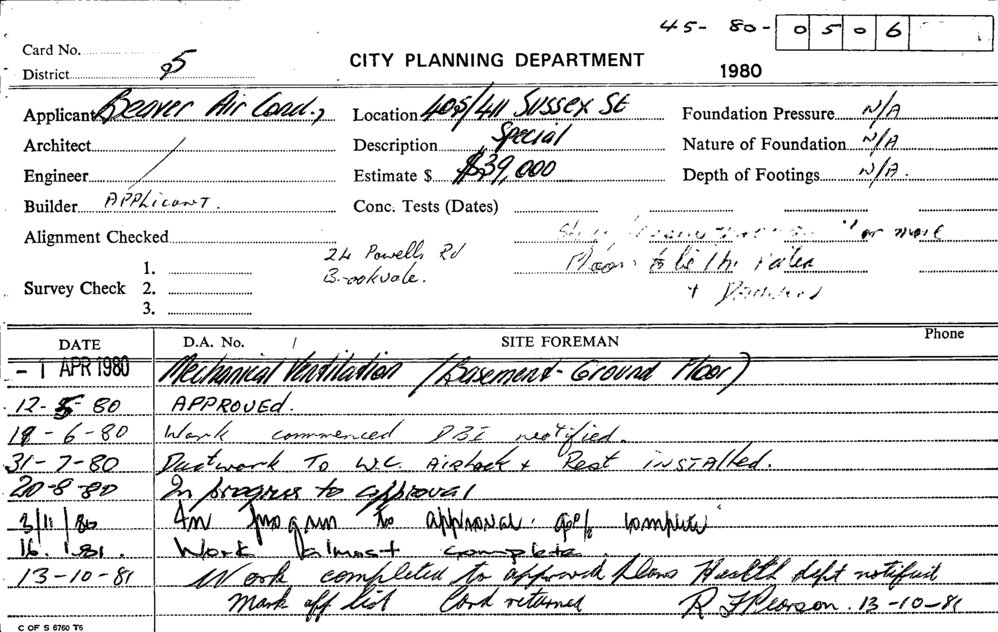 45- 80- 0506
Card No.
District 5
CITY PLANNING DEPARTMENT
1980
Applicant Beaver Air Cond.,
Location 405/411 Sussex St
Foundation Pressure N/A
Architect
Description Special
Nature of Foundation N/A
Engineer
Estimate $ $39,000
Depth of Footings N/A.
Builder APPLICANT.
Conc. Tests (Dates)
Alignment Checked
or more
24 Powells Rd
Brookvale.
to be
+
Survey Check 1.
2.
3.
DATE D.A. No. SITE FOREMAN Phone
- 1 APR 1980 Mechanical Ventilation (Basement-Ground Floor)
12-5-80 APPROVED.
18-6-80 Work commenced DBI notified.
31-7-80 Ductwork To W.C. Airlock + Rest INSTALLED.
20-8-80 In progress to approval
3/11/80 In progress to approval. 90% complete
16.1.81. Work almost complete.
13-10-81 Work completed to approved plans Health dept notified
Mark off list Card returned R F Pearson. 13-10-81
C OF S 6760 T6